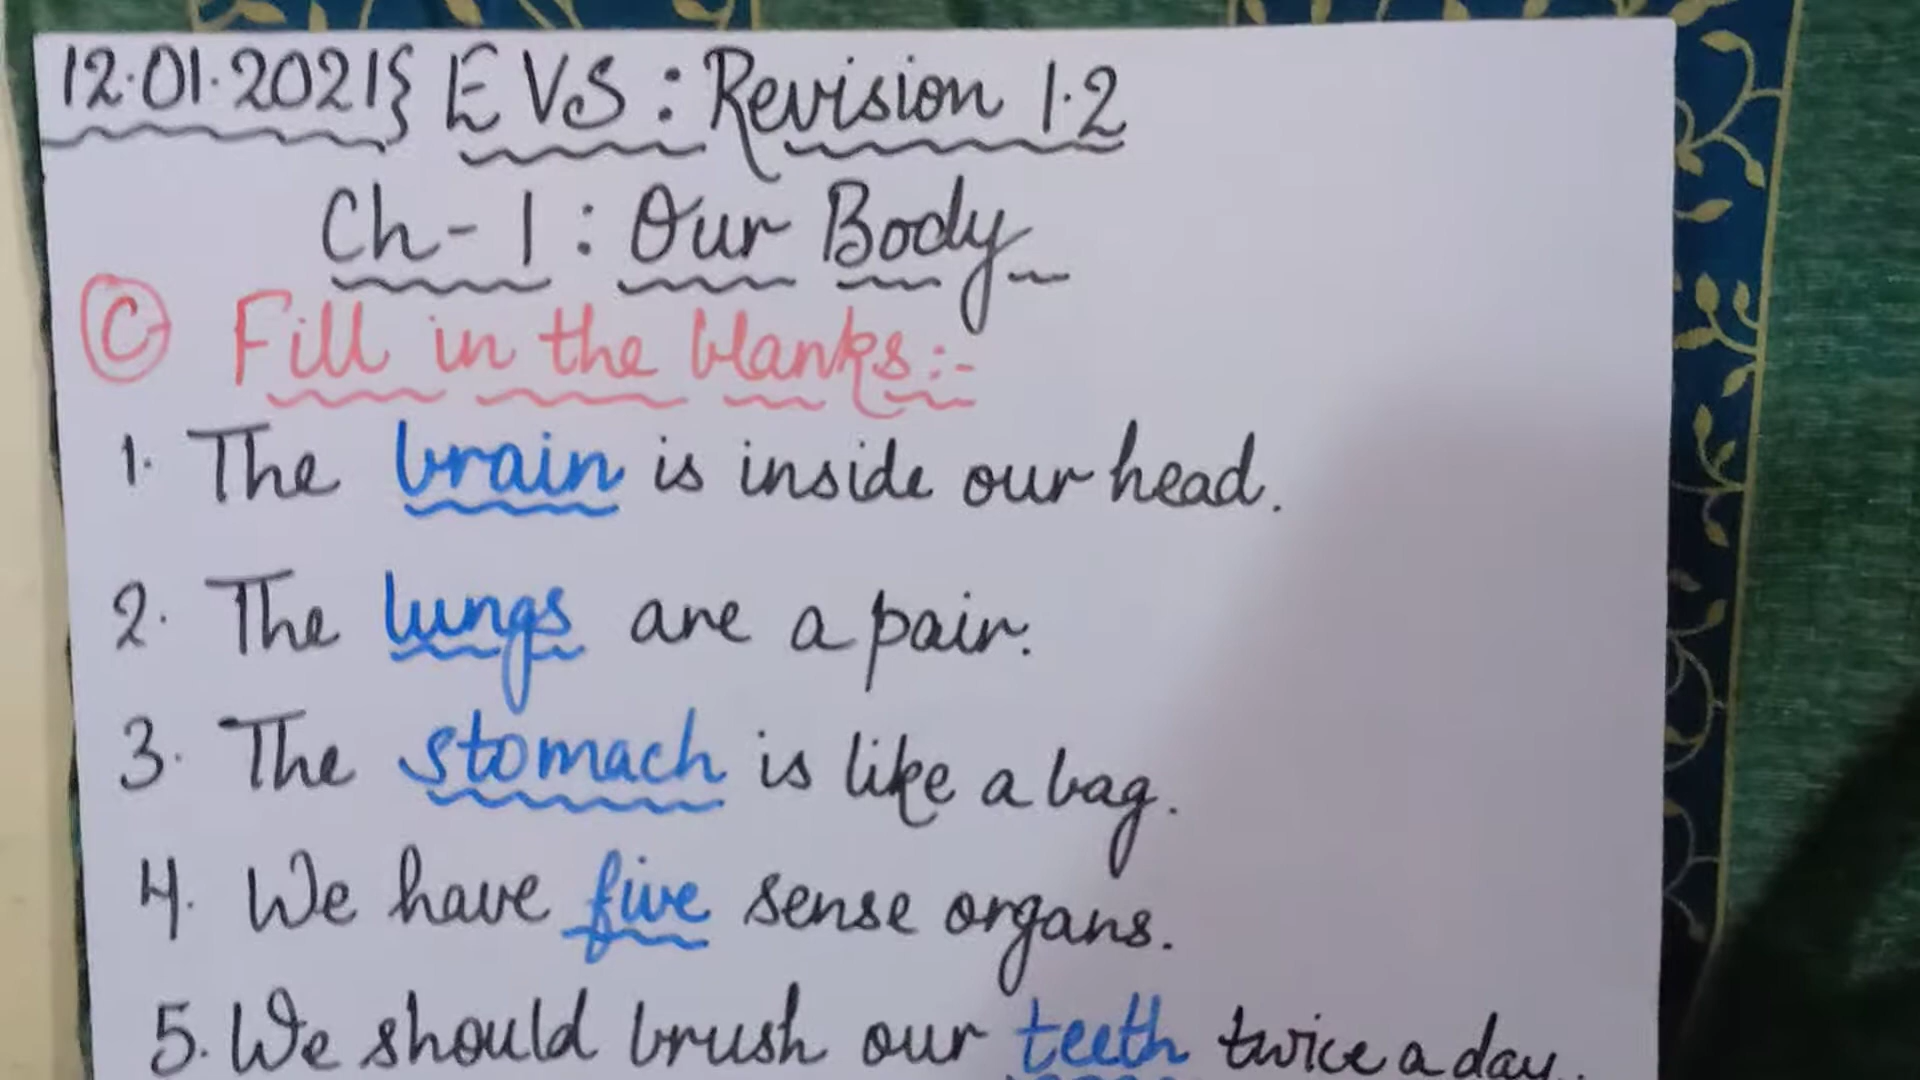 12.01.2021} EVS : Revision 1.2
Ch-1 : Our Body
C Fill in the blanks:-
1. The brain is inside our head.
2. The lungs are a pair.
3. The stomach is like a bag.
4. We have five sense organs.
5. We should brush our teeth twice a day.